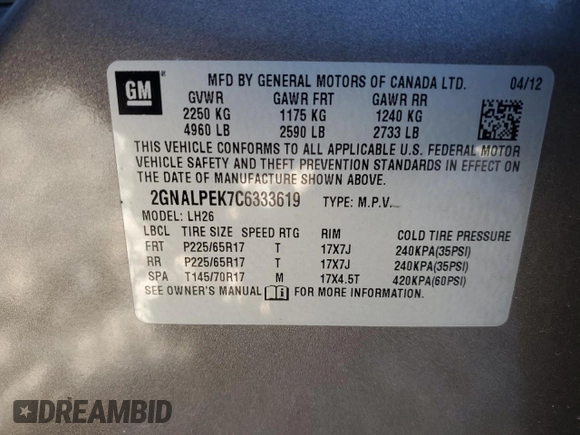 GM
MFD BY GENERAL MOTORS OF CANADA LTD. 04/12
GVWR GAWR FRT GAWR RR
2250 KG 1175 KG 1240 KG
4960 LB 2590 LB 2733 LB
THIS VEHICLE CONFORMS TO ALL APPLICABLE U.S. FEDERAL MOTOR
VEHICLE SAFETY AND THEFT PREVENTION STANDARDS IN EFFECT ON
THE DATE OF MANUFACTURE SHOWN ABOVE.
2GNALPEK7C6333619 TYPE: M.P.V.
MODEL: LH26
LBCL TIRE SIZE SPEED RTG RIM COLD TIRE PRESSURE
FRT P225/65R17 T 17X7J 240KPA(35PSI)
RR P225/65R17 T 17X7J 240KPA(35PSI)
SPA T145/70R17 M 17X4.5T 420KPA(60PSI)
SEE OWNER'S MANUAL FOR MORE INFORMATION.
DREAMBID